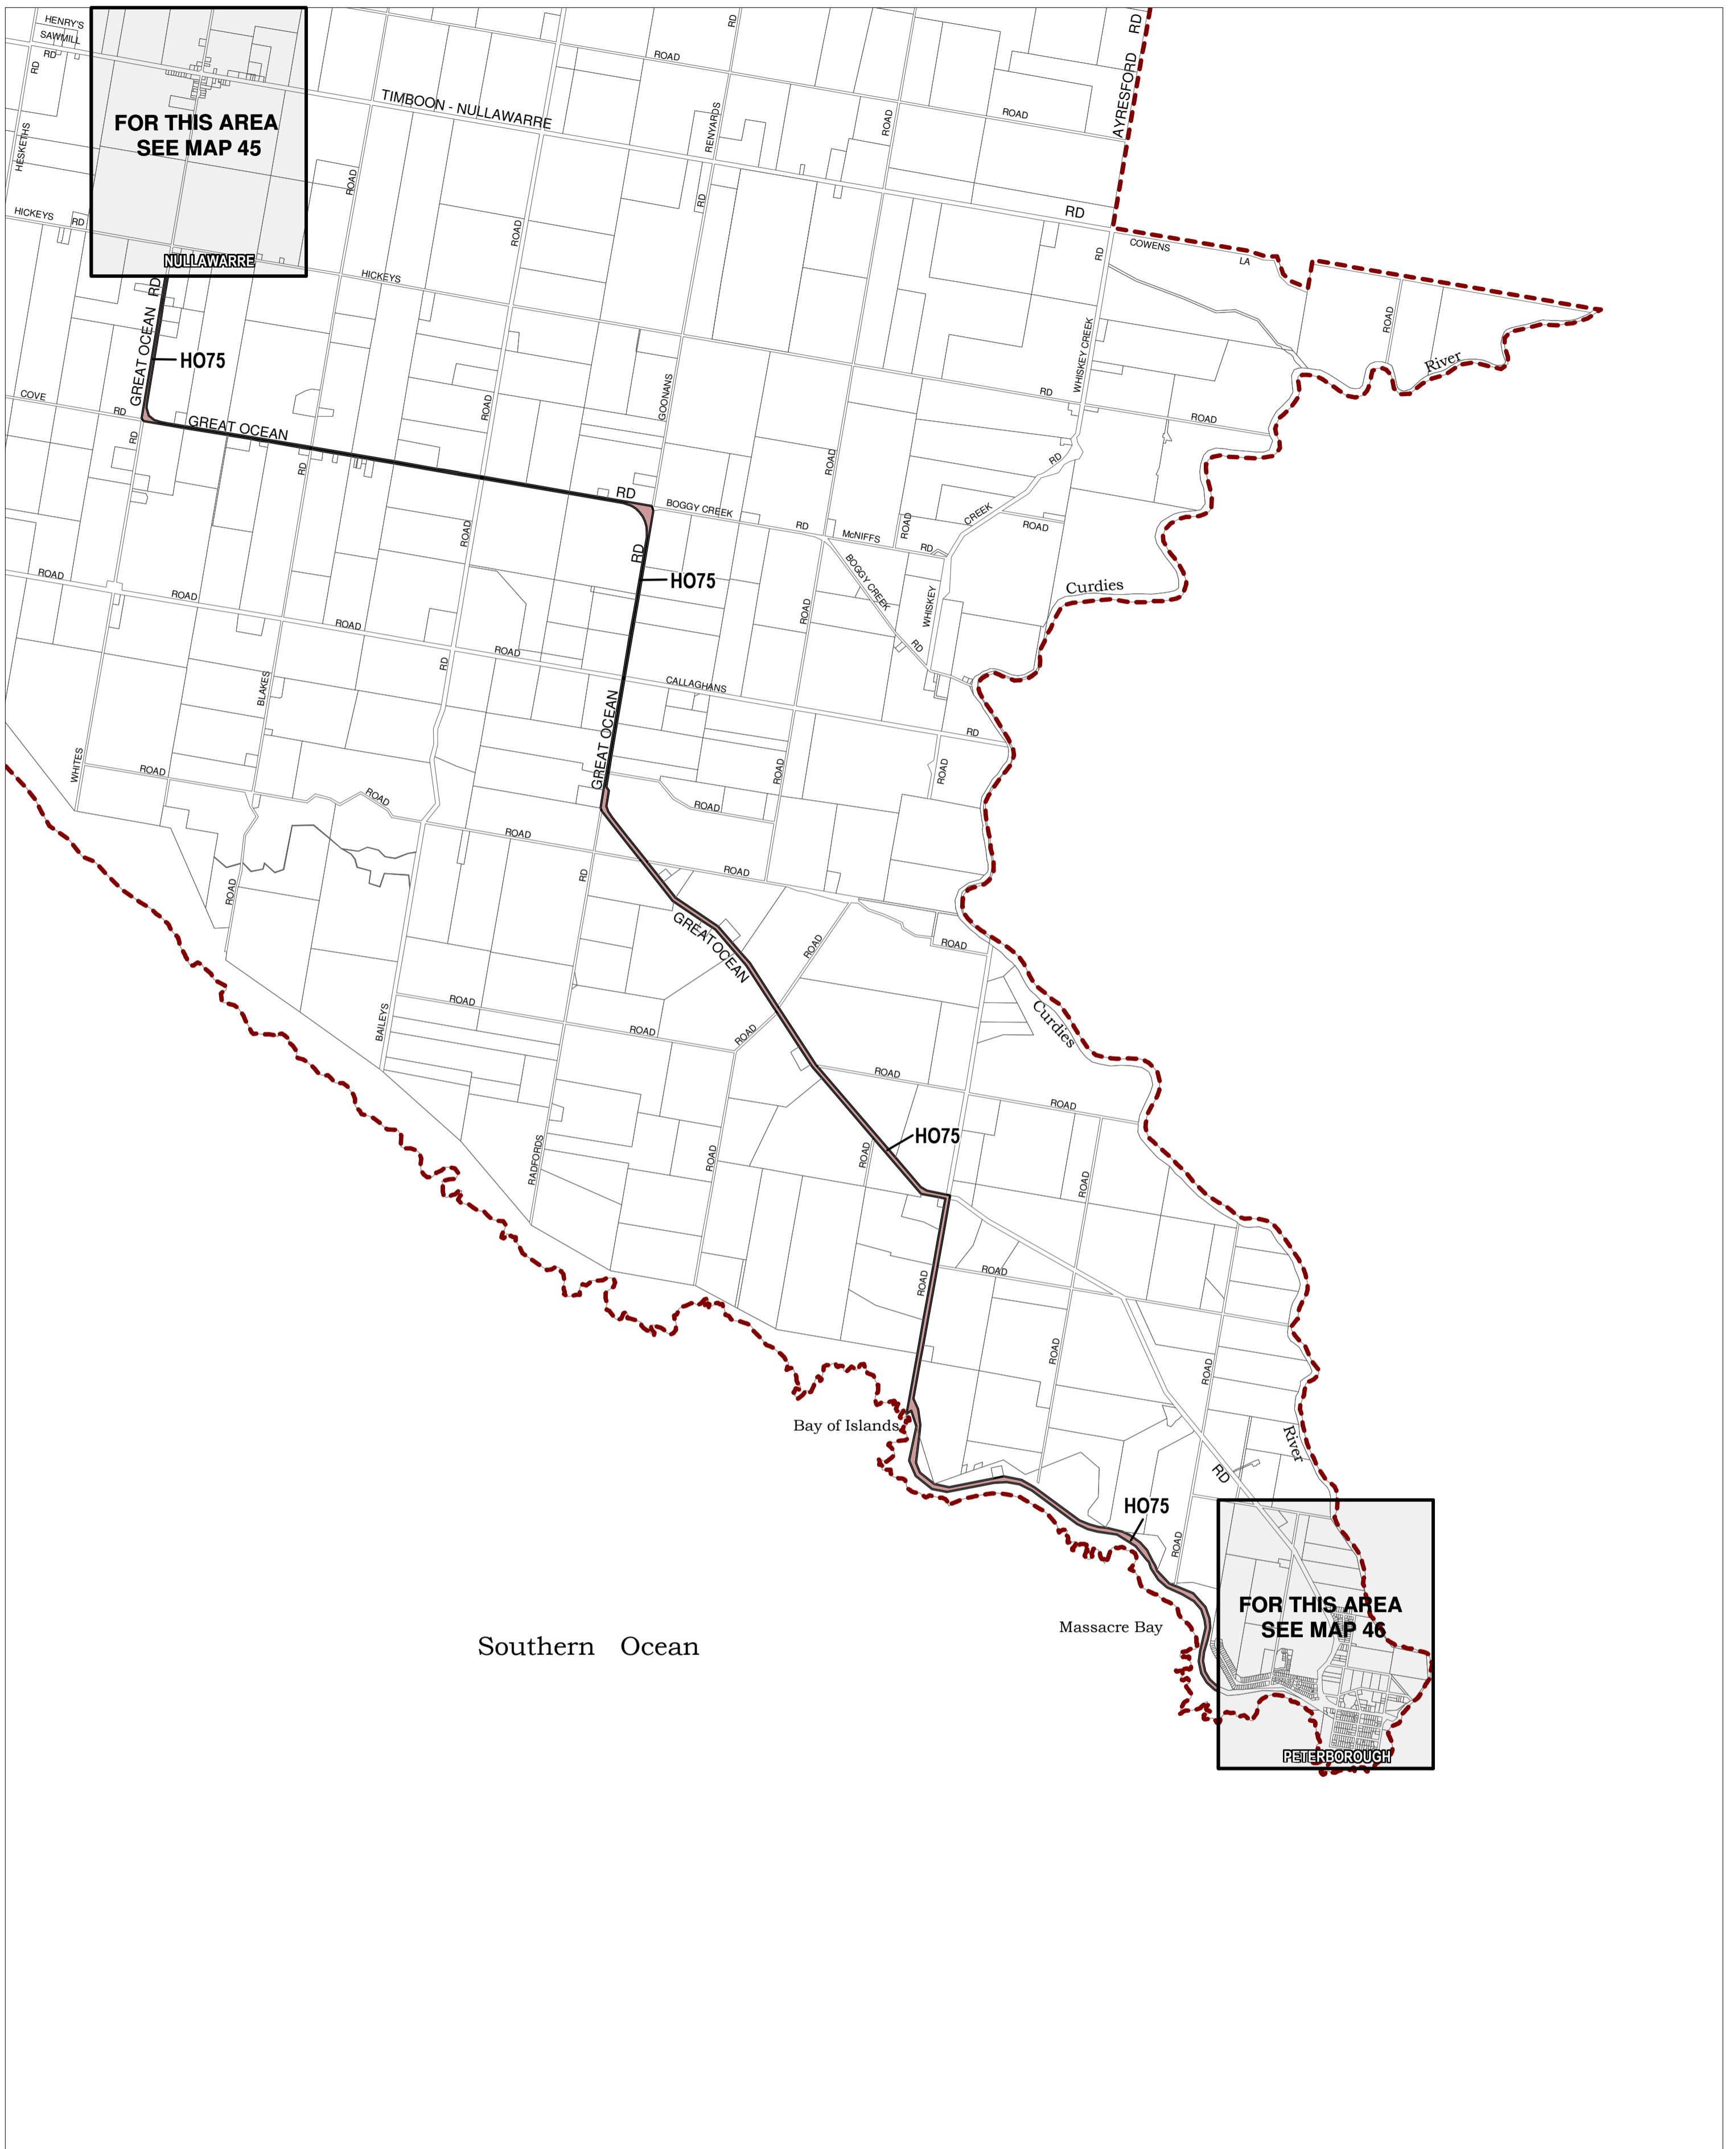 HENRY'S
SAWMILL
RD
RD
RD
RD
ROAD
AYRESFORD
FOR THIS AREA
SEE MAP 45
TIMBOON - NULLAWARRE
RENYARDS
ROAD
ROAD
HESKETHS
ROAD
RD
RD
HICKEYS
RD
ROAD
COWENS
LA
RD
NULLAWARRE
HICKEYS
GREAT OCEAN RD
HO75
WHISKEY CREEK
ROAD
River
COVE
RD
GREAT OCEAN
RD
ROAD
GOONANS
RD
ROAD
RD
ROAD
RD
RD
BOGGY CREEK
RD
McNIFFS
RD
ROAD
CREEK
ROAD
ROAD
RD
HO75
BOGGY CREEK
RD
WHISKEY
Curdies
ROAD
ROAD
ROAD
ROAD
ROAD
CALLAGHANS
RD
RD
BLAKES
GREAT OCEAN
WHITES
ROAD
ROAD
ROAD
ROAD
ROAD
ROAD
ROAD
RD
ROAD
GREAT OCEAN
ROAD
ROAD
ROAD
ROAD
ROAD
BAILEYS
Curdies
ROAD
ROAD
HO75
ROAD
ROAD
RADFORDS
ROAD
ROAD
ROAD
ROAD
ROAD
Bay of Islands
River
RD
HO75
ROAD
FOR THIS AREA
SEE MAP 46
Massacre Bay
Southern Ocean
PETERBOROUGH